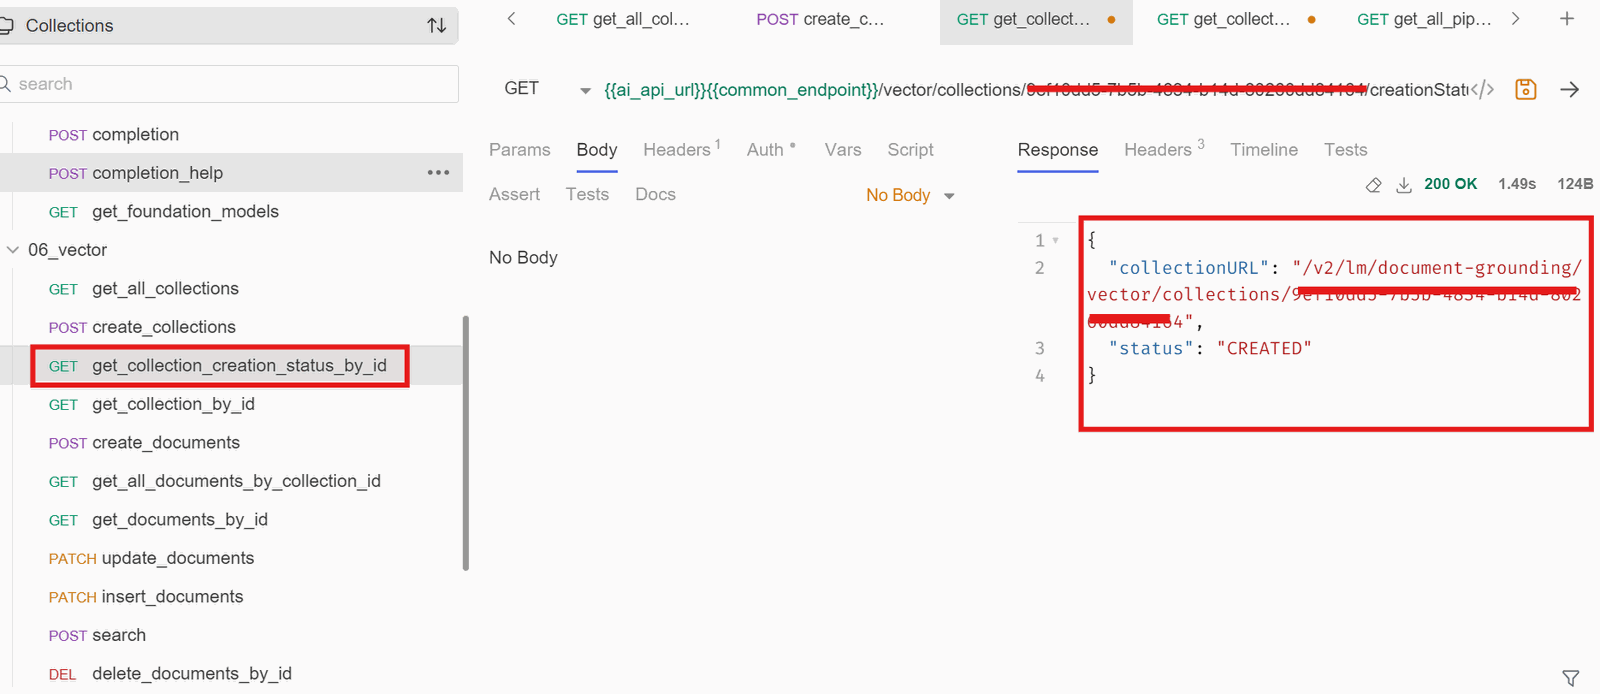 Collections
search
POST completion
POST completion_help
GET get_foundation_models
06_vector
GET get_all_collections
POST create_collections
GET get_collection_creation_status_by_id
GET get_collection_by_id
POST create_documents
GET get_all_documents_by_collection_id
GET get_documents_by_id
PATCH update_documents
PATCH insert_documents
POST search
DEL delete_documents_by_id
GET get_all_col... POST create_c... GET get_collect... GET get_collect... GET get_all_pip...
GET {{ai_api_url}}{{common_endpoint}}/vector/collections/ /creationStatu
Params Body Headers 1 Auth Vars Script
Assert Tests Docs No Body
No Body
Response Headers 3 Timeline Tests
200 OK 1.49s 124B
1 {
2 "collectionURL": "/v2/lm/document-grounding/
vector/collections/
4",
3 "status": "CREATED"
4 }